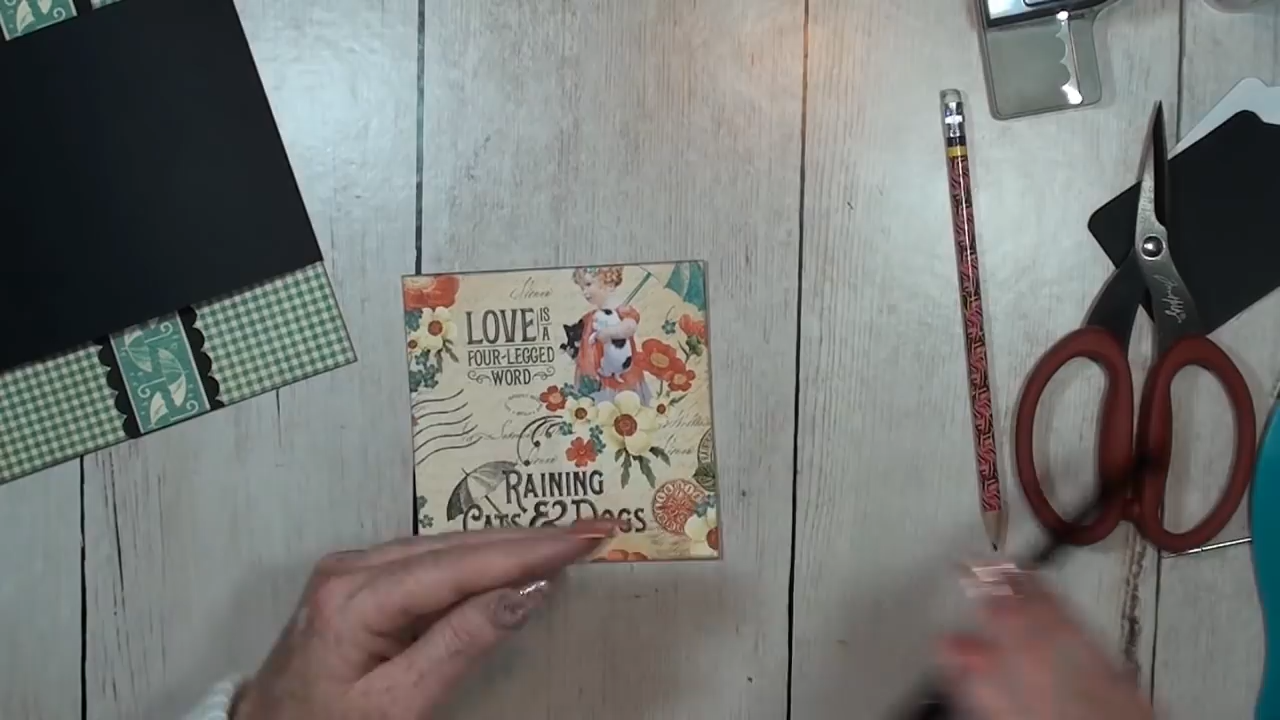 LOVE IS A
FOUR-LEGGED
WORD
RAINING
CATS & DOGS